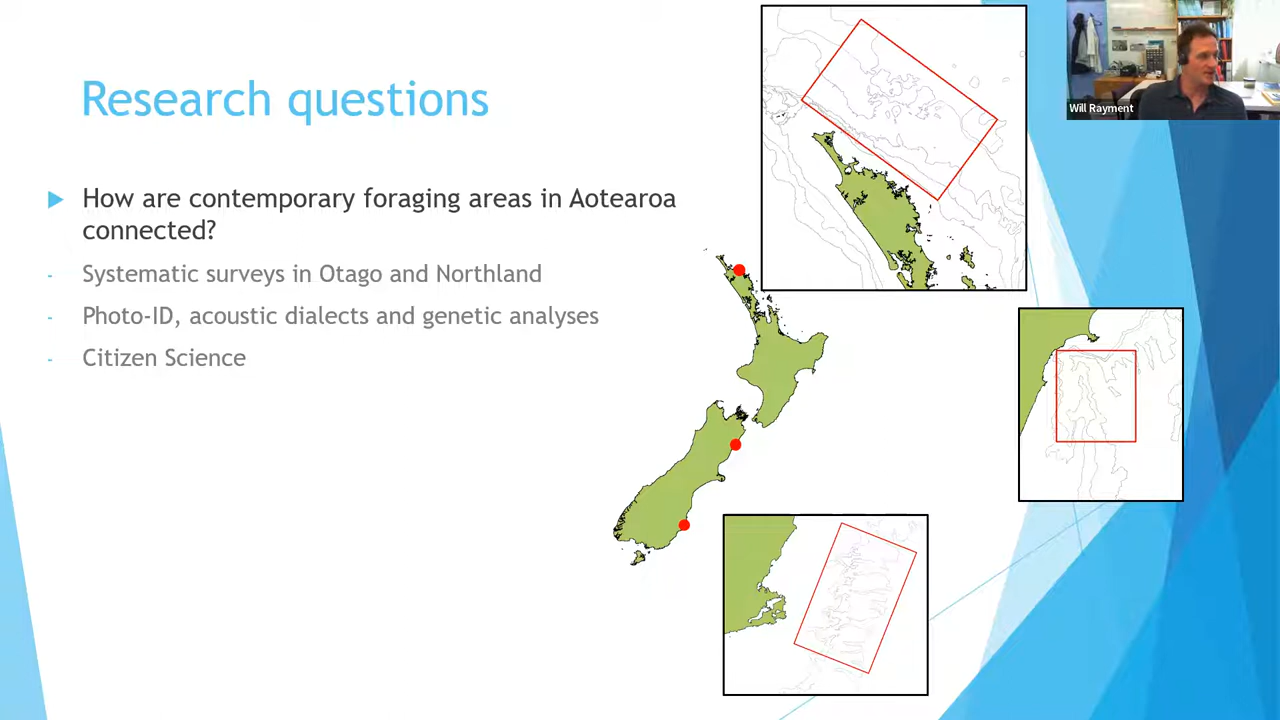 Research questions
How are contemporary foraging areas in Aotearoa
connected?
- Systematic surveys in Otago and Northland
- Photo-ID, acoustic dialects and genetic analyses
- Citizen Science
Will Rayment